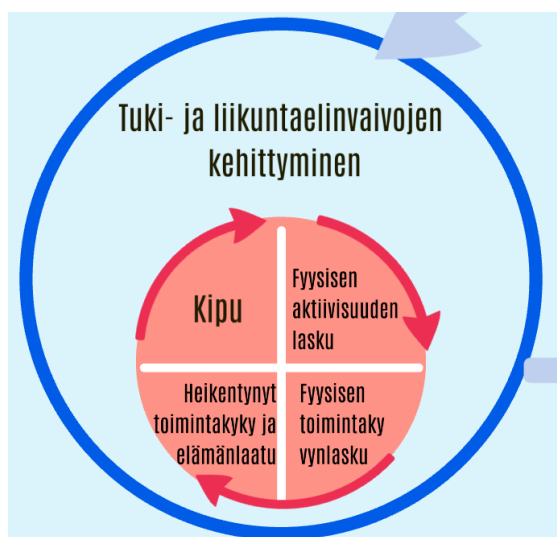 Tuki- ja liikuntaelinvaivojen
kehittyminen
Kipu
Fyysisen
aktiivisuuden
lasku
Heikentynyt
toimintakyky ja
elämänlaatu
Fyysisen
toimintaky
vynlasku